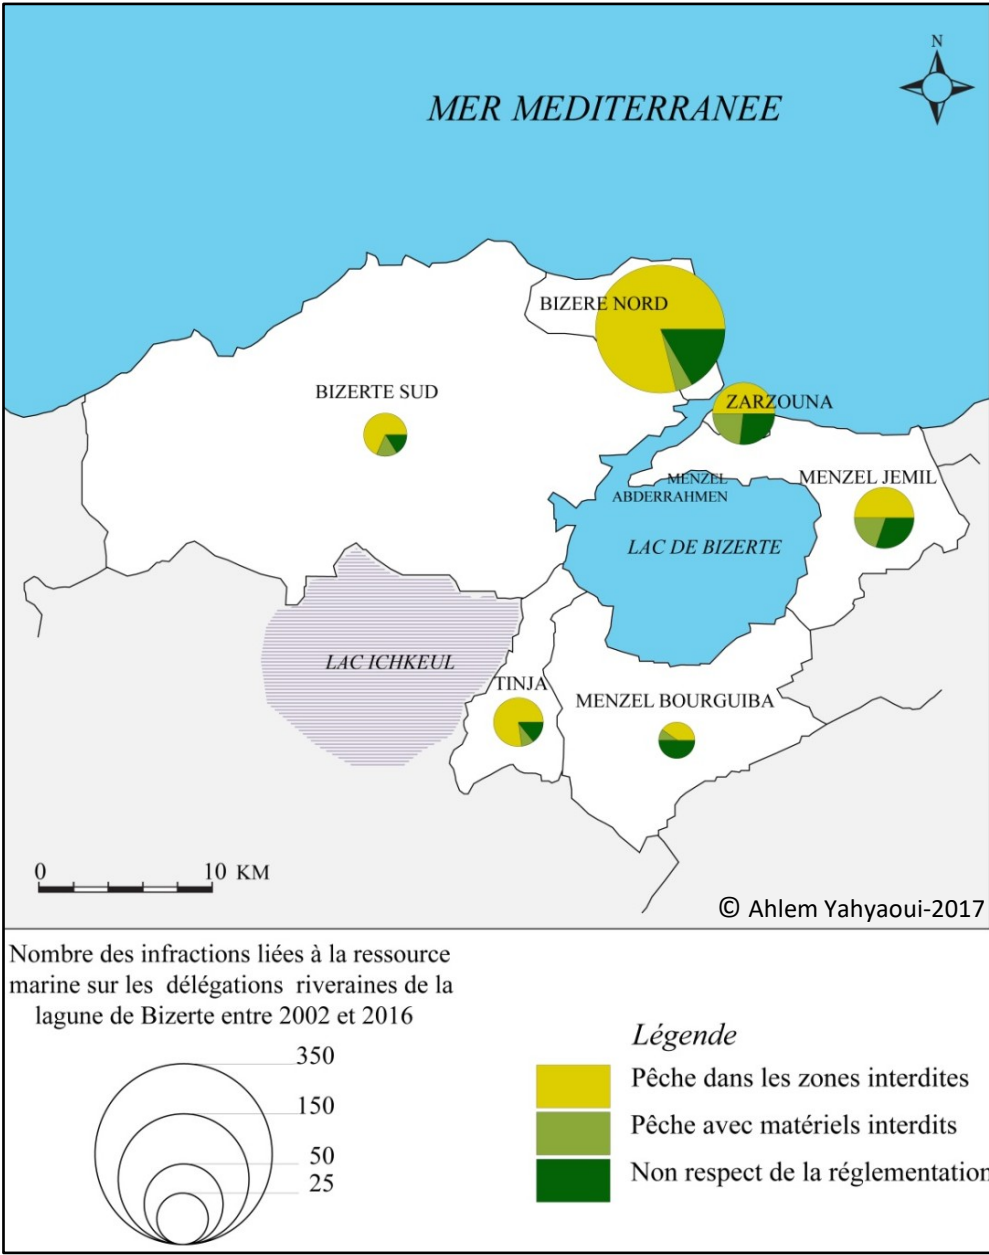 N
MER MEDITERRANEE
BIZERE NORD
BIZERTE SUD
ZARZOUNA
MENZEL JEMIL
MENZEL
ABDERRAHMEN
LAC DE BIZERTE
LAC ICHKEUL
TINJA
MENZEL BOURGUIBA
0 10 KM
© Ahlem Yahyaoui-2017
Nombre des infractions liées à la ressource
marine sur les délégations riveraines de la
lagune de Bizerte entre 2002 et 2016
350
150
50
25
Légende
Pêche dans les zones interdites
Pêche avec matériels interdits
Non respect de la réglementation